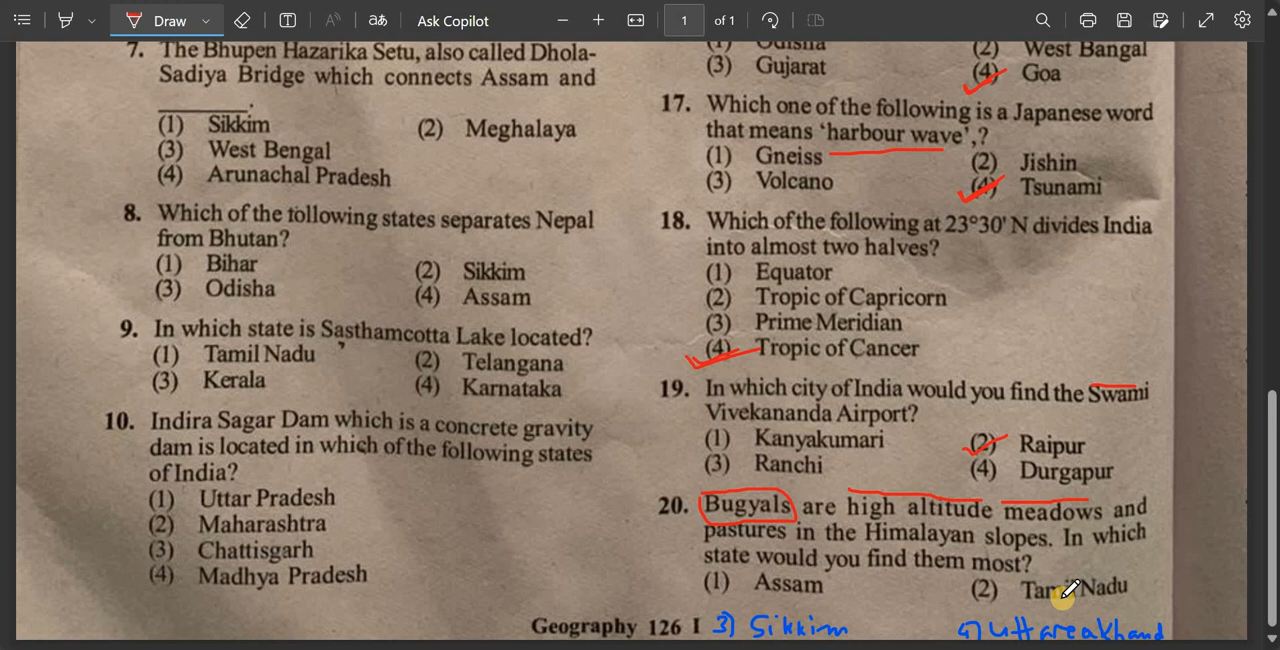 Draw
Ask Copilot
1 of 1
7. The Bhupen Hazarika Setu, also called Dhola-
Sadiya Bridge which connects Assam and
________.
(1) Sikkim (2) Meghalaya
(3) West Bengal
(4) Arunachal Pradesh
8. Which of the following states separates Nepal
from Bhutan?
(1) Bihar (2) Sikkim
(3) Odisha (4) Assam
9. In which state is Sasthamcotta Lake located?
(1) Tamil Nadu (2) Telangana
(3) Kerala (4) Karnataka
10. Indira Sagar Dam which is a concrete gravity
dam is located in which of the following states
of India?
(1) Uttar Pradesh
(2) Maharashtra
(3) Chattisgarh
(4) Madhya Pradesh
(1) Odisha (2) West Bangal
(3) Gujarat (4) Goa
17. Which one of the following is a Japanese word
that means ‘harbour wave’,?
(1) Gneiss (2) Jishin
(3) Volcano (4) Tsunami
18. Which of the following at 23°30' N divides India
into almost two halves?
(1) Equator
(2) Tropic of Capricorn
(3) Prime Meridian
(4) Tropic of Cancer
19. In which city of India would you find the Swami
Vivekananda Airport?
(1) Kanyakumari (2) Raipur
(3) Ranchi (4) Durgapur
20. Bugyals are high altitude meadows and
pastures in the Himalayan slopes. In which
state would you find them most?
(1) Assam (2) Tamil Nadu
3) Sikkim 4) Uttareakhand
Geography 126 I